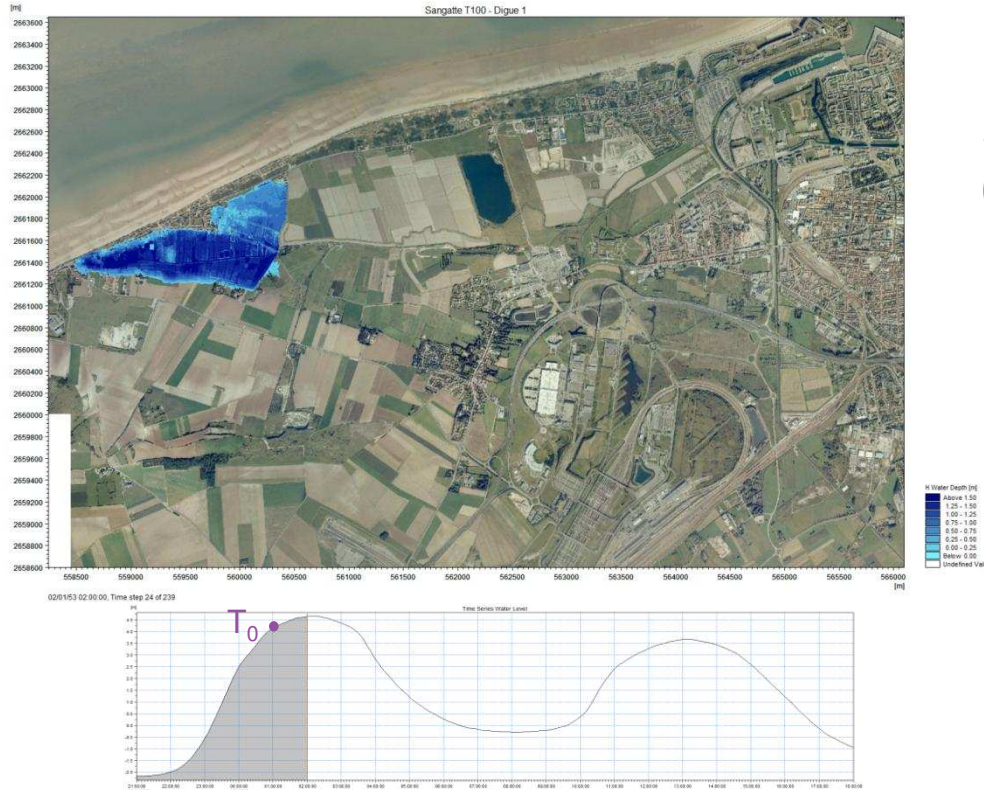 Sangatte T100 - Digue 1
[m]
2663600
2663400
2663200
2663000
2662800
2662600
2662400
2662200
2662000
2661800
2661600
2661400
2661200
2661000
2660800
2660600
2660400
2660200
2660000
2659800
2659600
2659400
2659200
2659000
2658800
2658600
558500 559000 559500 560000 560500 561000 561500 562000 562500 563000 563500 564000 564500 565000 565500 566000
[m]
H Water Depth [m]
Above 1.50
1.25 - 1.50
1.00 - 1.25
0.75 - 1.00
0.50 - 0.75
0.25 - 0.50
0.00 - 0.25
Below 0.00
Undefined Val
02/01/53 02:00:00, Time step 24 of 239
Time Series Water Level
T0